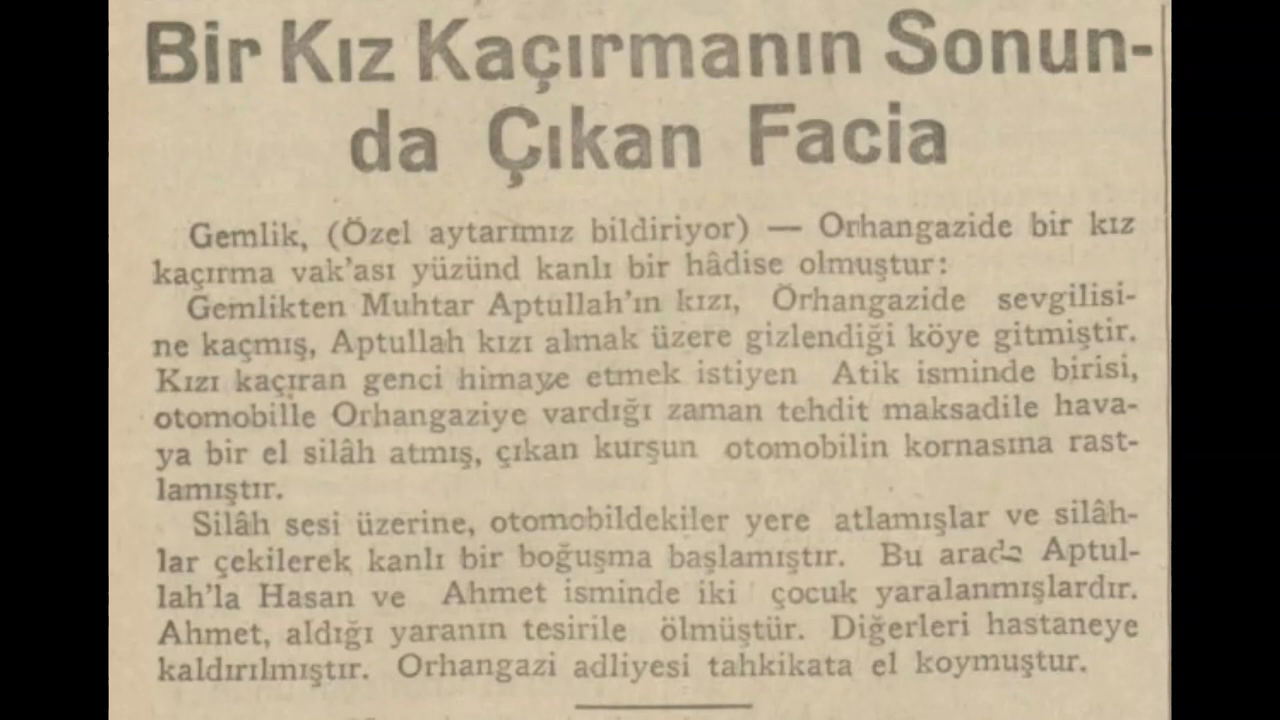 Bir Kız Kaçırmanın Sonun-
da Çıkan Facia
Gemlik, (Özel aytarımız bildiriyor) — Orhangazide bir kız
kaçırma vak'ası yüzünd kanlı bir hâdise olmuştur:
Gemlikten Muhtar Aptullah'ın kızı, Orhangazide sevgilisi-
ne kaçmış, Aptullah kızı almak üzere gizlendiği köye gitmiştir.
Kızı kaçıran genci himaye etmek istiyen Atik isminde birisi,
otomobille Orhangaziye vardığı zaman tehdit maksadile hava-
ya bir el silâh atmış, çıkan kurşun otomobilin kornasına rast-
lamıştır.
Silâh sesi üzerine, otomobildekiler yere atlamışlar ve silâh-
lar çekilerek kanlı bir boğuşma başlamıştır. Bu arada Aptul-
lah'la Hasan ve Ahmet isminde iki çocuk yaralanmışlardır.
Ahmet, aldığı yaranın tesirile ölmüştür. Diğerleri hastaneye
kaldırılmıştır. Orhangazi adliyesi tahkikata el koymuştur.